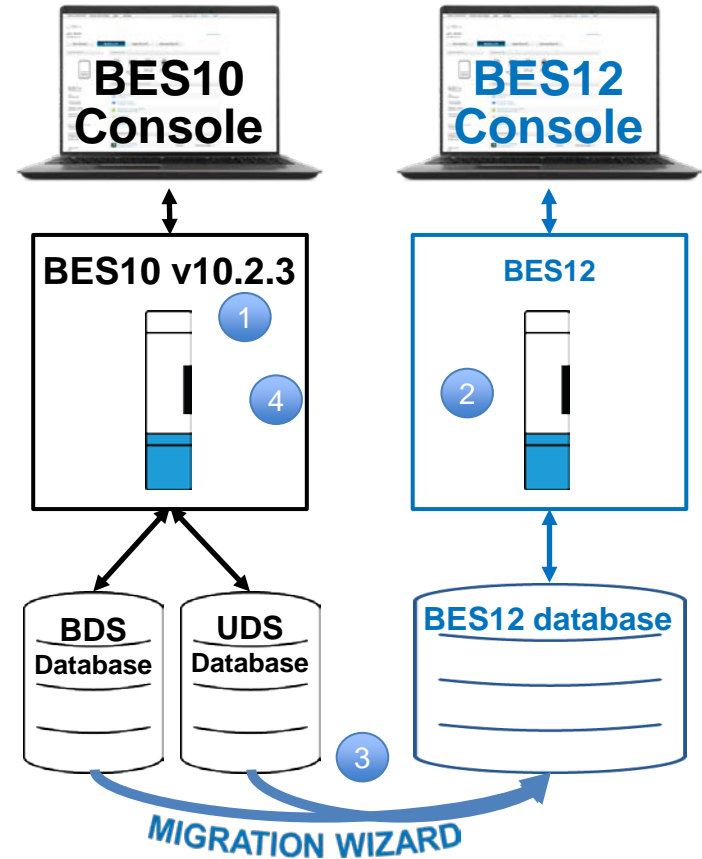 BES10
Console
BES12
Console
BES10 v10.2.3
1
4
BES12
2
BDS
Database
UDS
Database
BES12 database
3
MIGRATION WIZARD